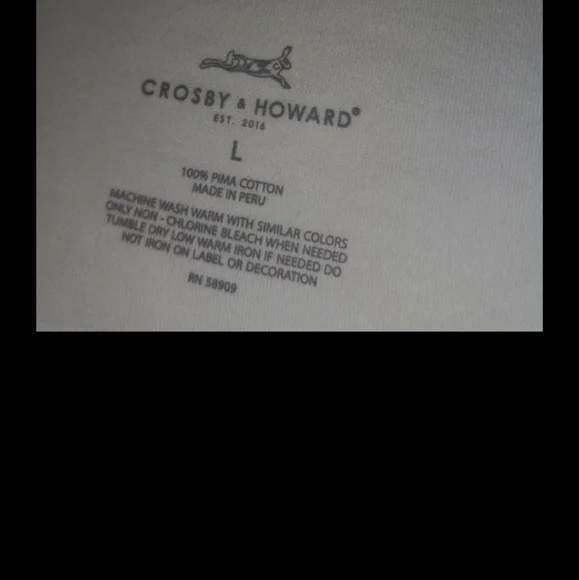 CROSBY & HOWARD®
EST. 2016
L
100% PIMA COTTON
MADE IN PERU
MACHINE WASH WARM WITH SIMILAR COLORS
ONLY NON - CHLORINE BLEACH WHEN NEEDED
TUMBLE DRY LOW WARM IRON IF NEEDED DO
NOT IRON ON LABEL OR DECORATION
RN 58909